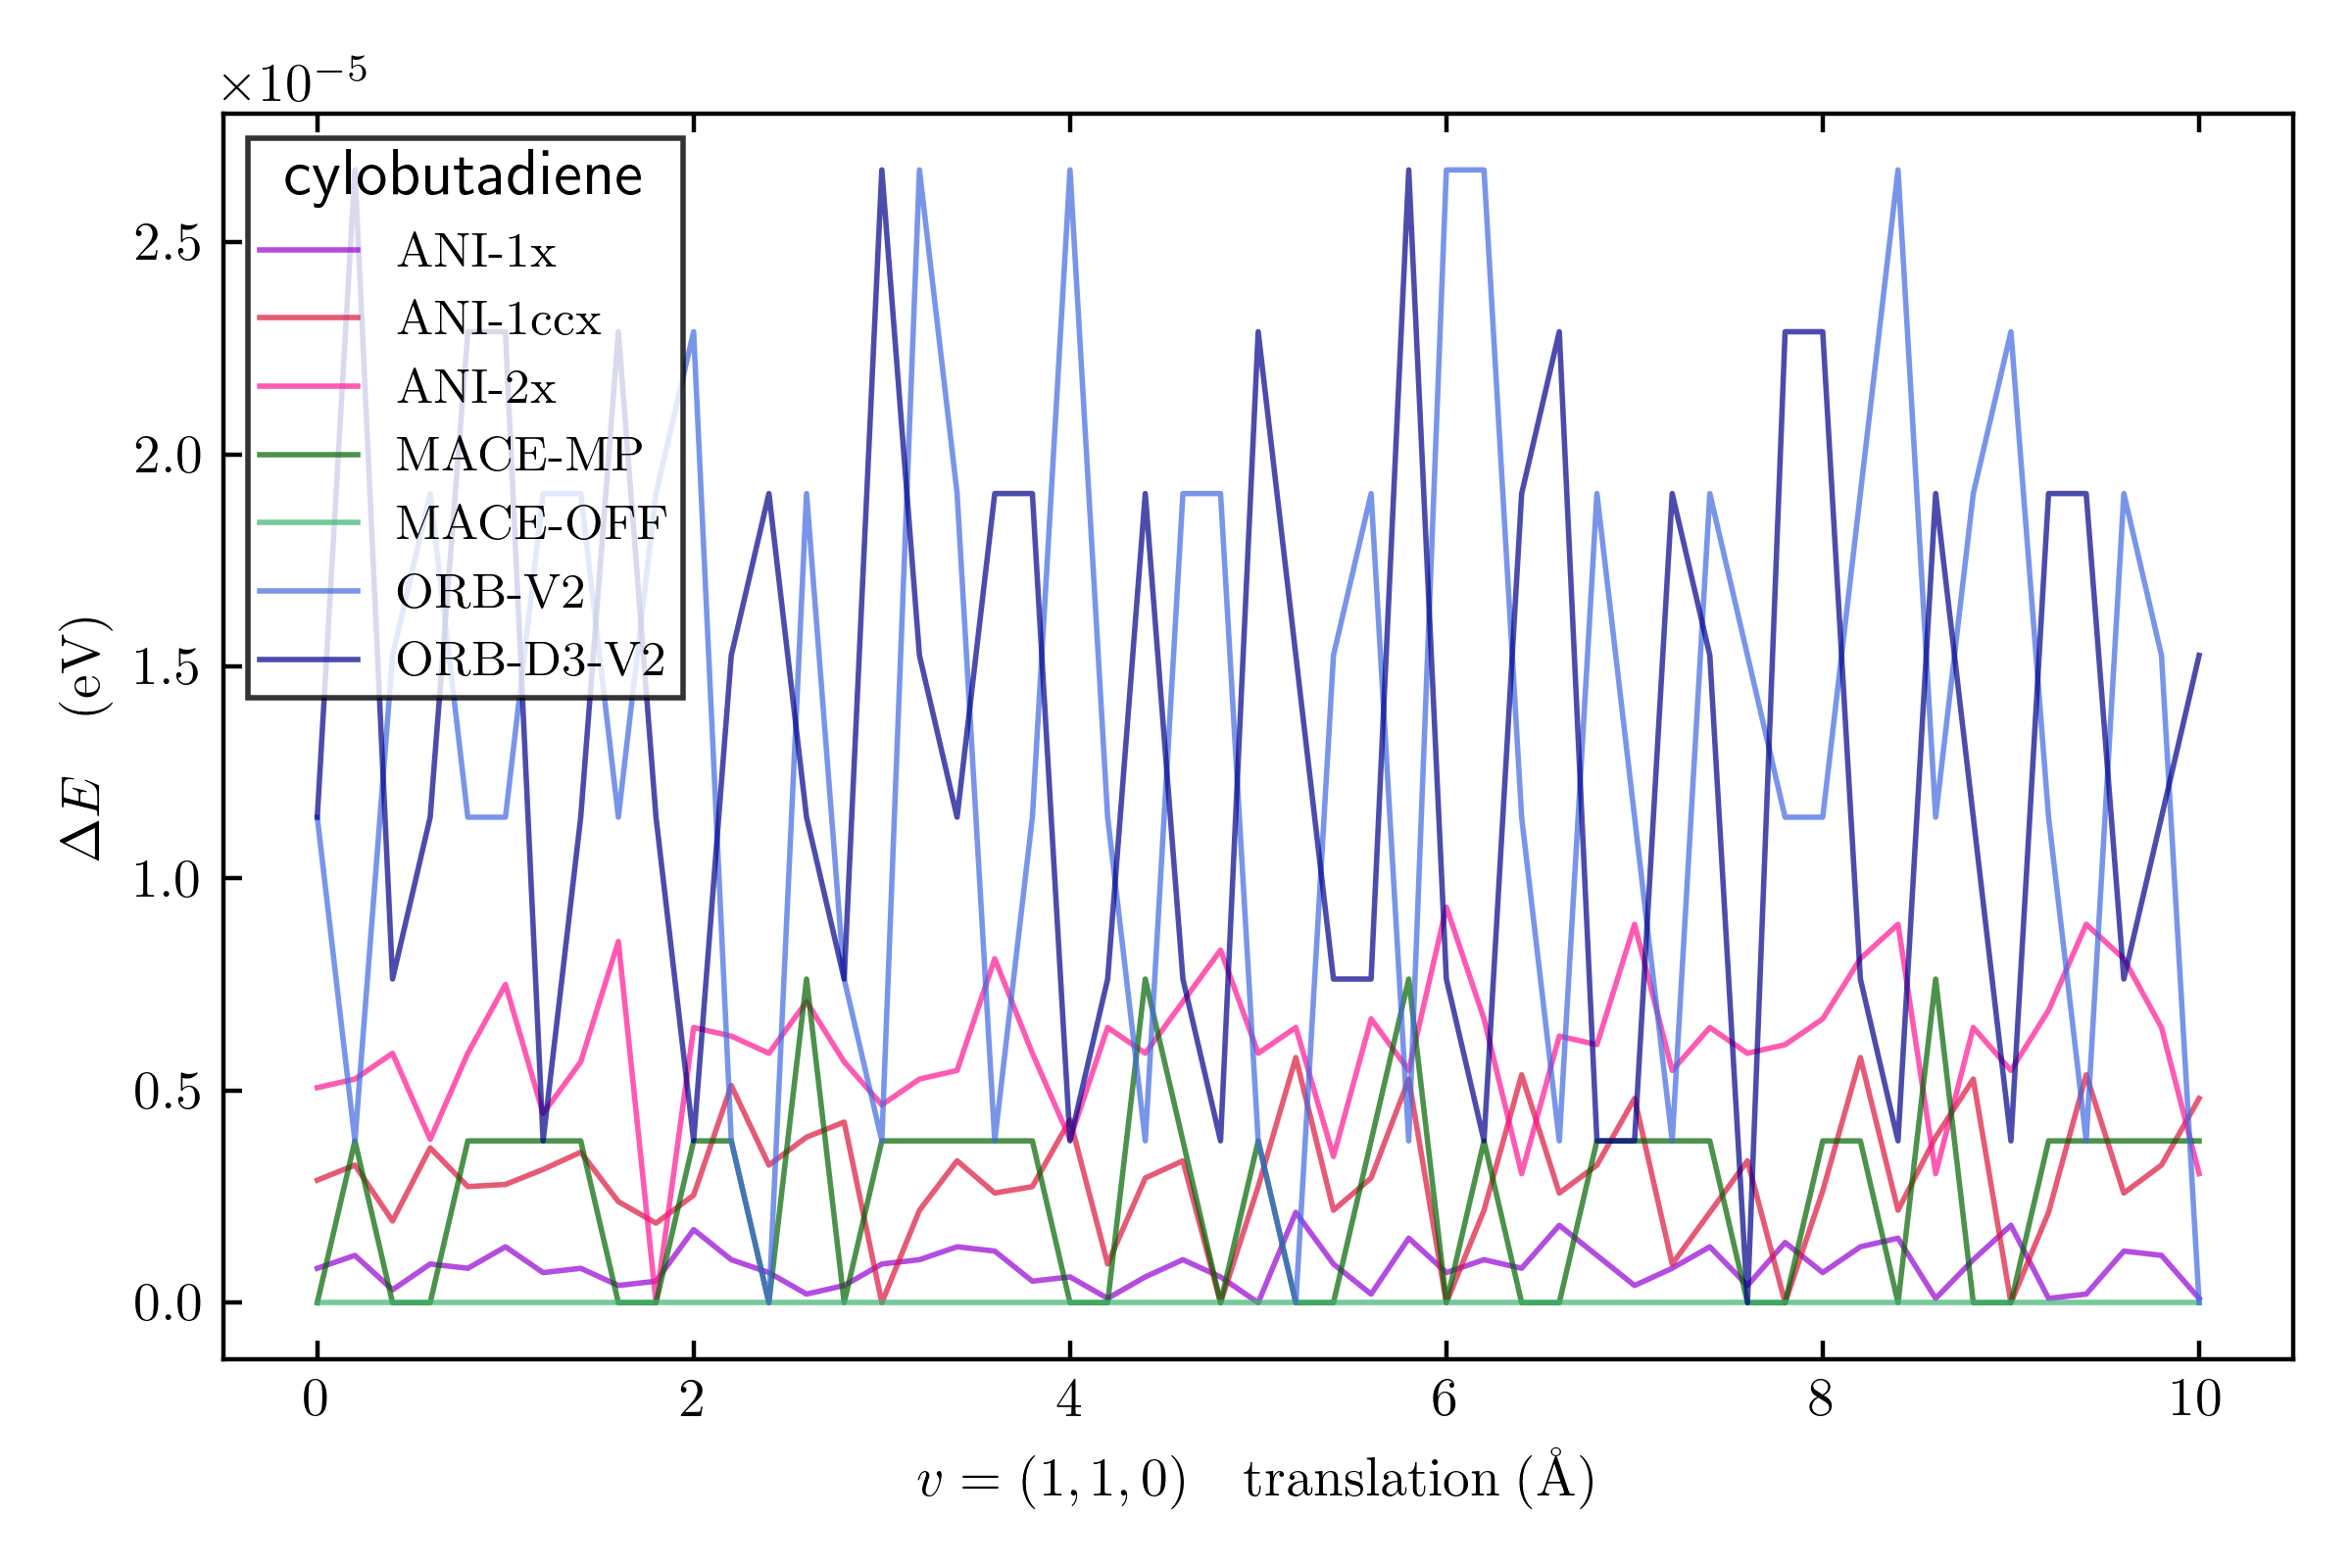 ×10⁻⁵
cylobutadiene
ANI-1x
ANI-1ccx
ANI-2x
MACE-MP
MACE-OFF
ORB-V2
ORB-D3-V2
2.5
2.0
1.5
1.0
0.5
0.0
ΔE (eV)
0 2 4 6 8 10
v = (1, 1, 0) translation (Å)